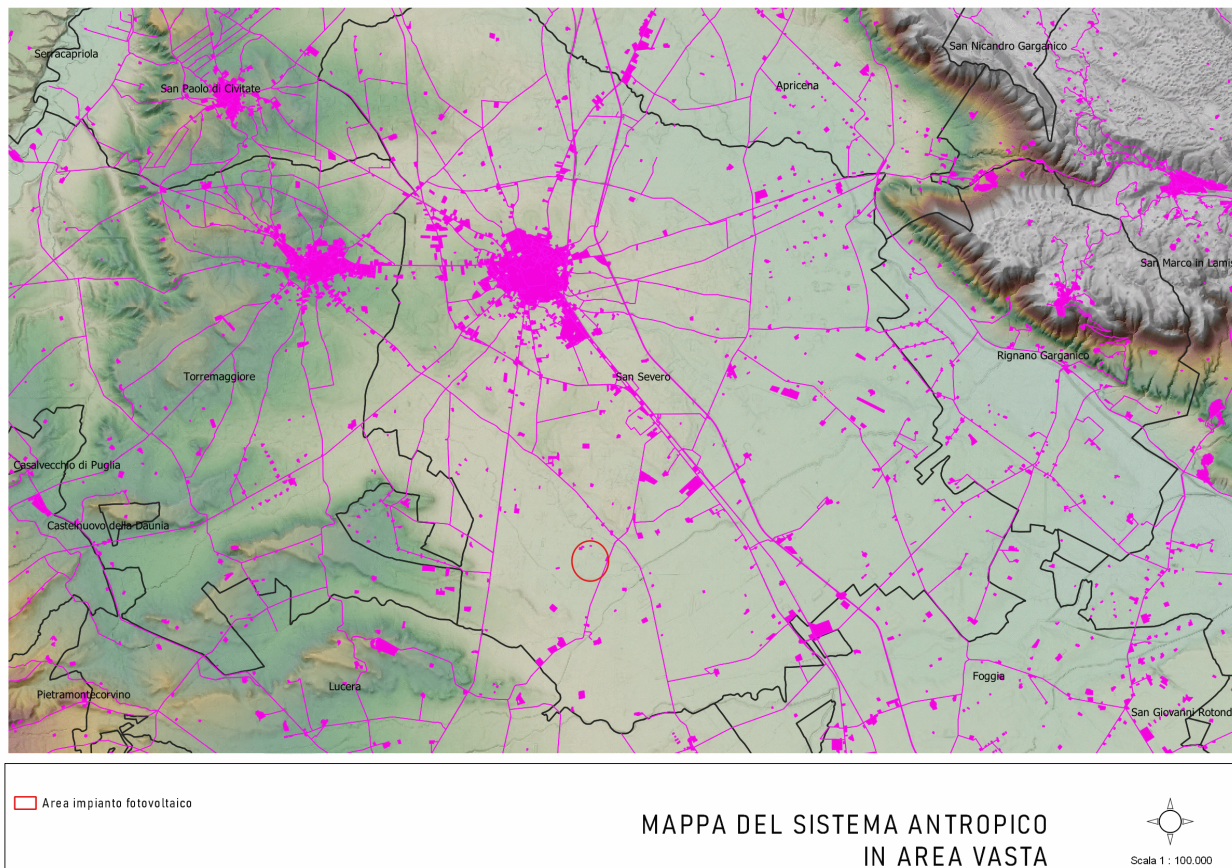 Serracapriola
San Nicandro Garganico
San Paolo di Civitate
Apricena
San Marco in Lamis
Rignano Garganico
Torremaggiore
San Severo
Casalvecchio di Puglia
Castelnuovo della Daunia
Foggia
Lucera
Pietramontecorvino
San Giovanni Rotond
Area impianto fotovoltaico
MAPPA DEL SISTEMA ANTROPICO
IN AREA VASTA
Scala 1 : 100.000